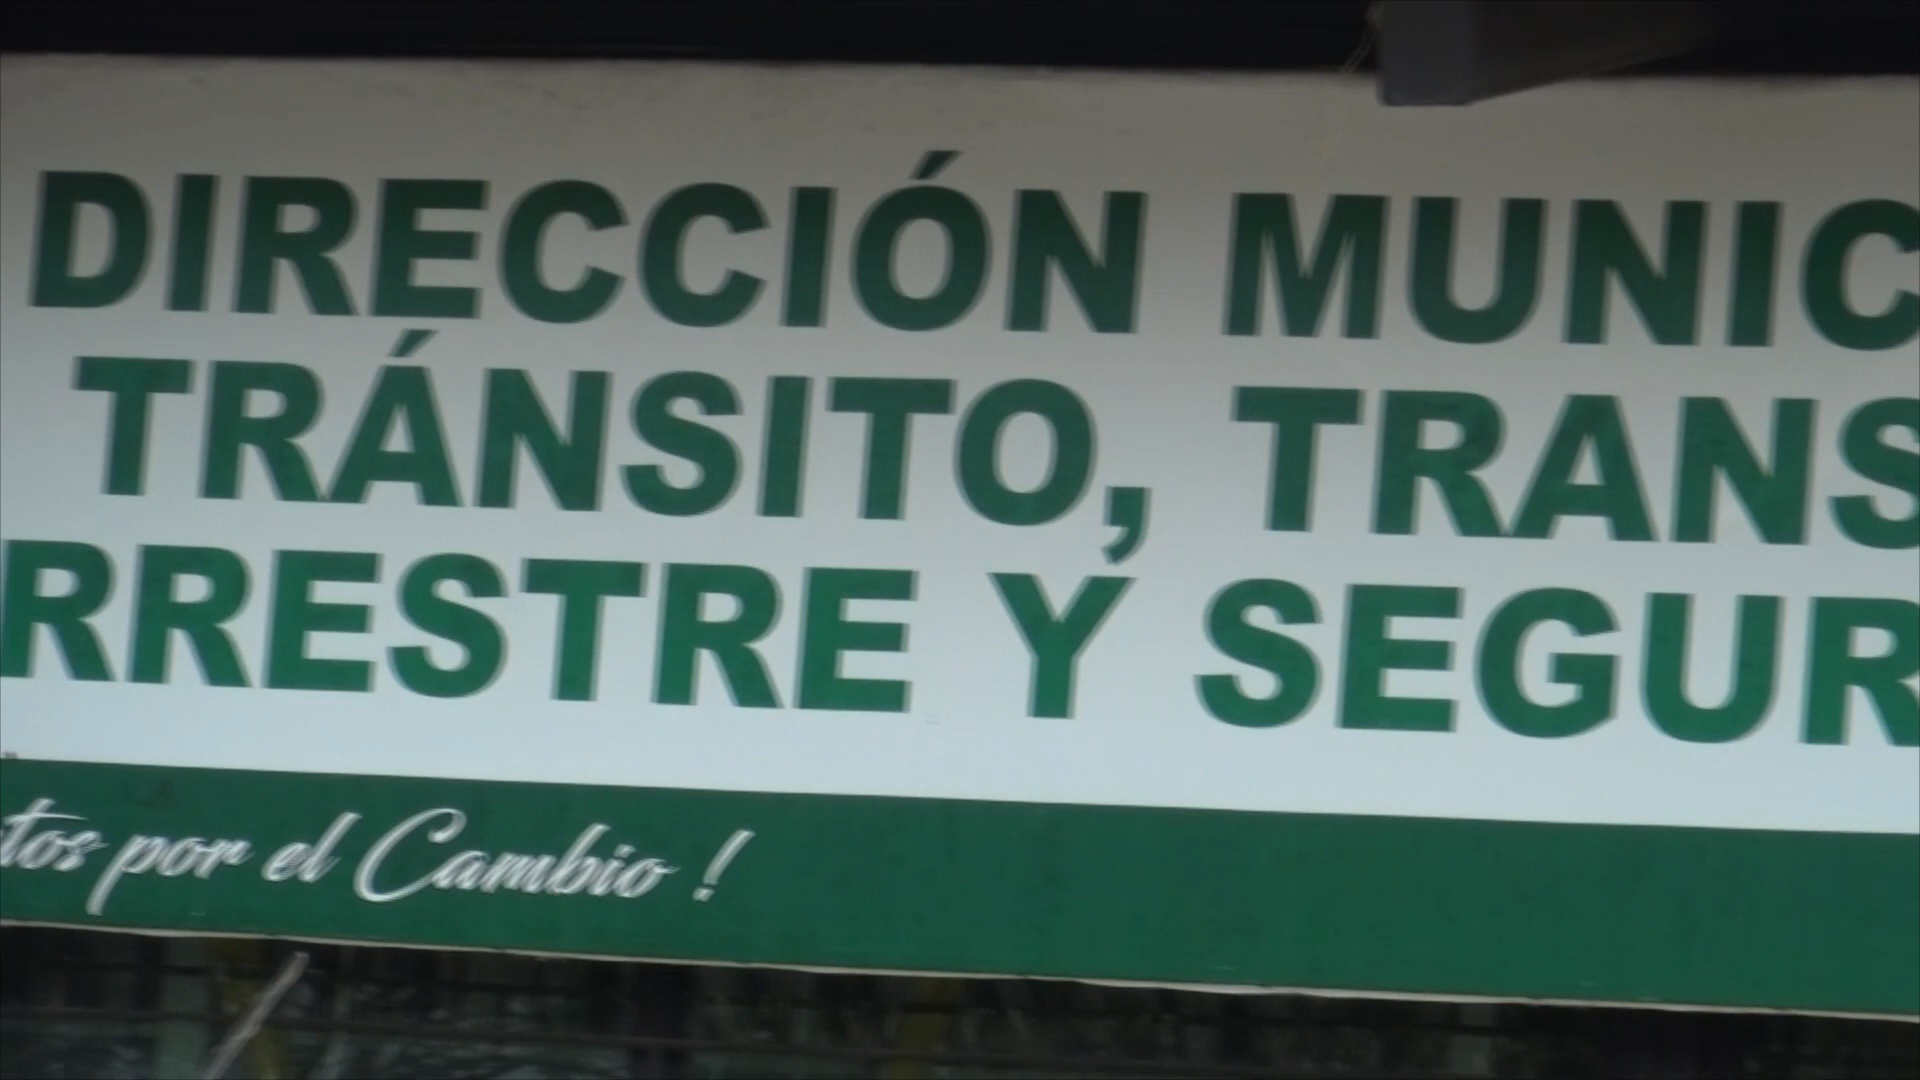 DIRECCIÓN MUNIC
TRÁNSITO, TRANS
RRESTRE Y SEGUR
tos por el Cambio !